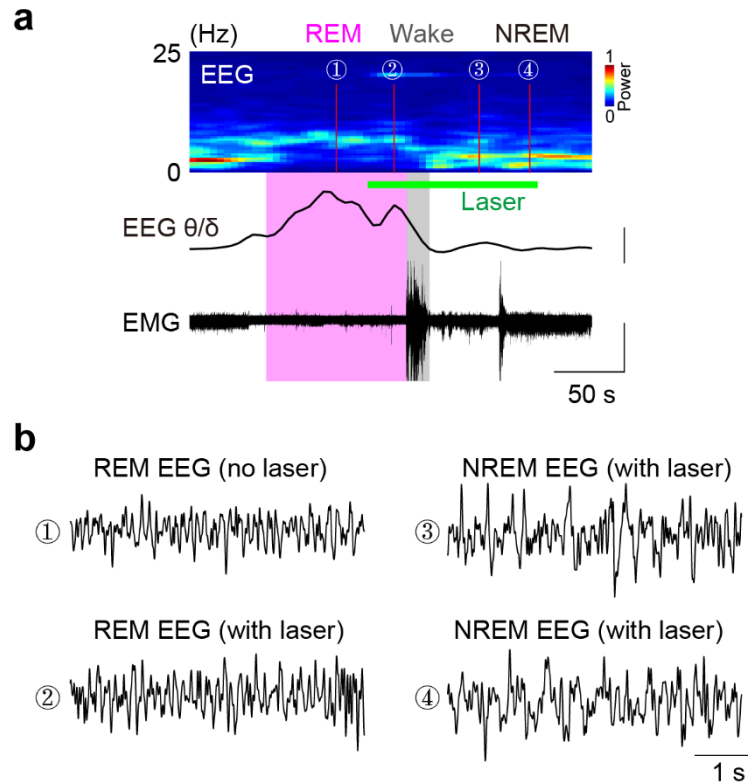 a
(Hz) REM Wake NREM
25
EEG
① ② ③ ④
1
0
Power
0
Laser
EEG θ/δ
EMG
50 s
b
REM EEG (no laser) NREM EEG (with laser)
① ③
REM EEG (with laser) NREM EEG (with laser)
② ④
1 s